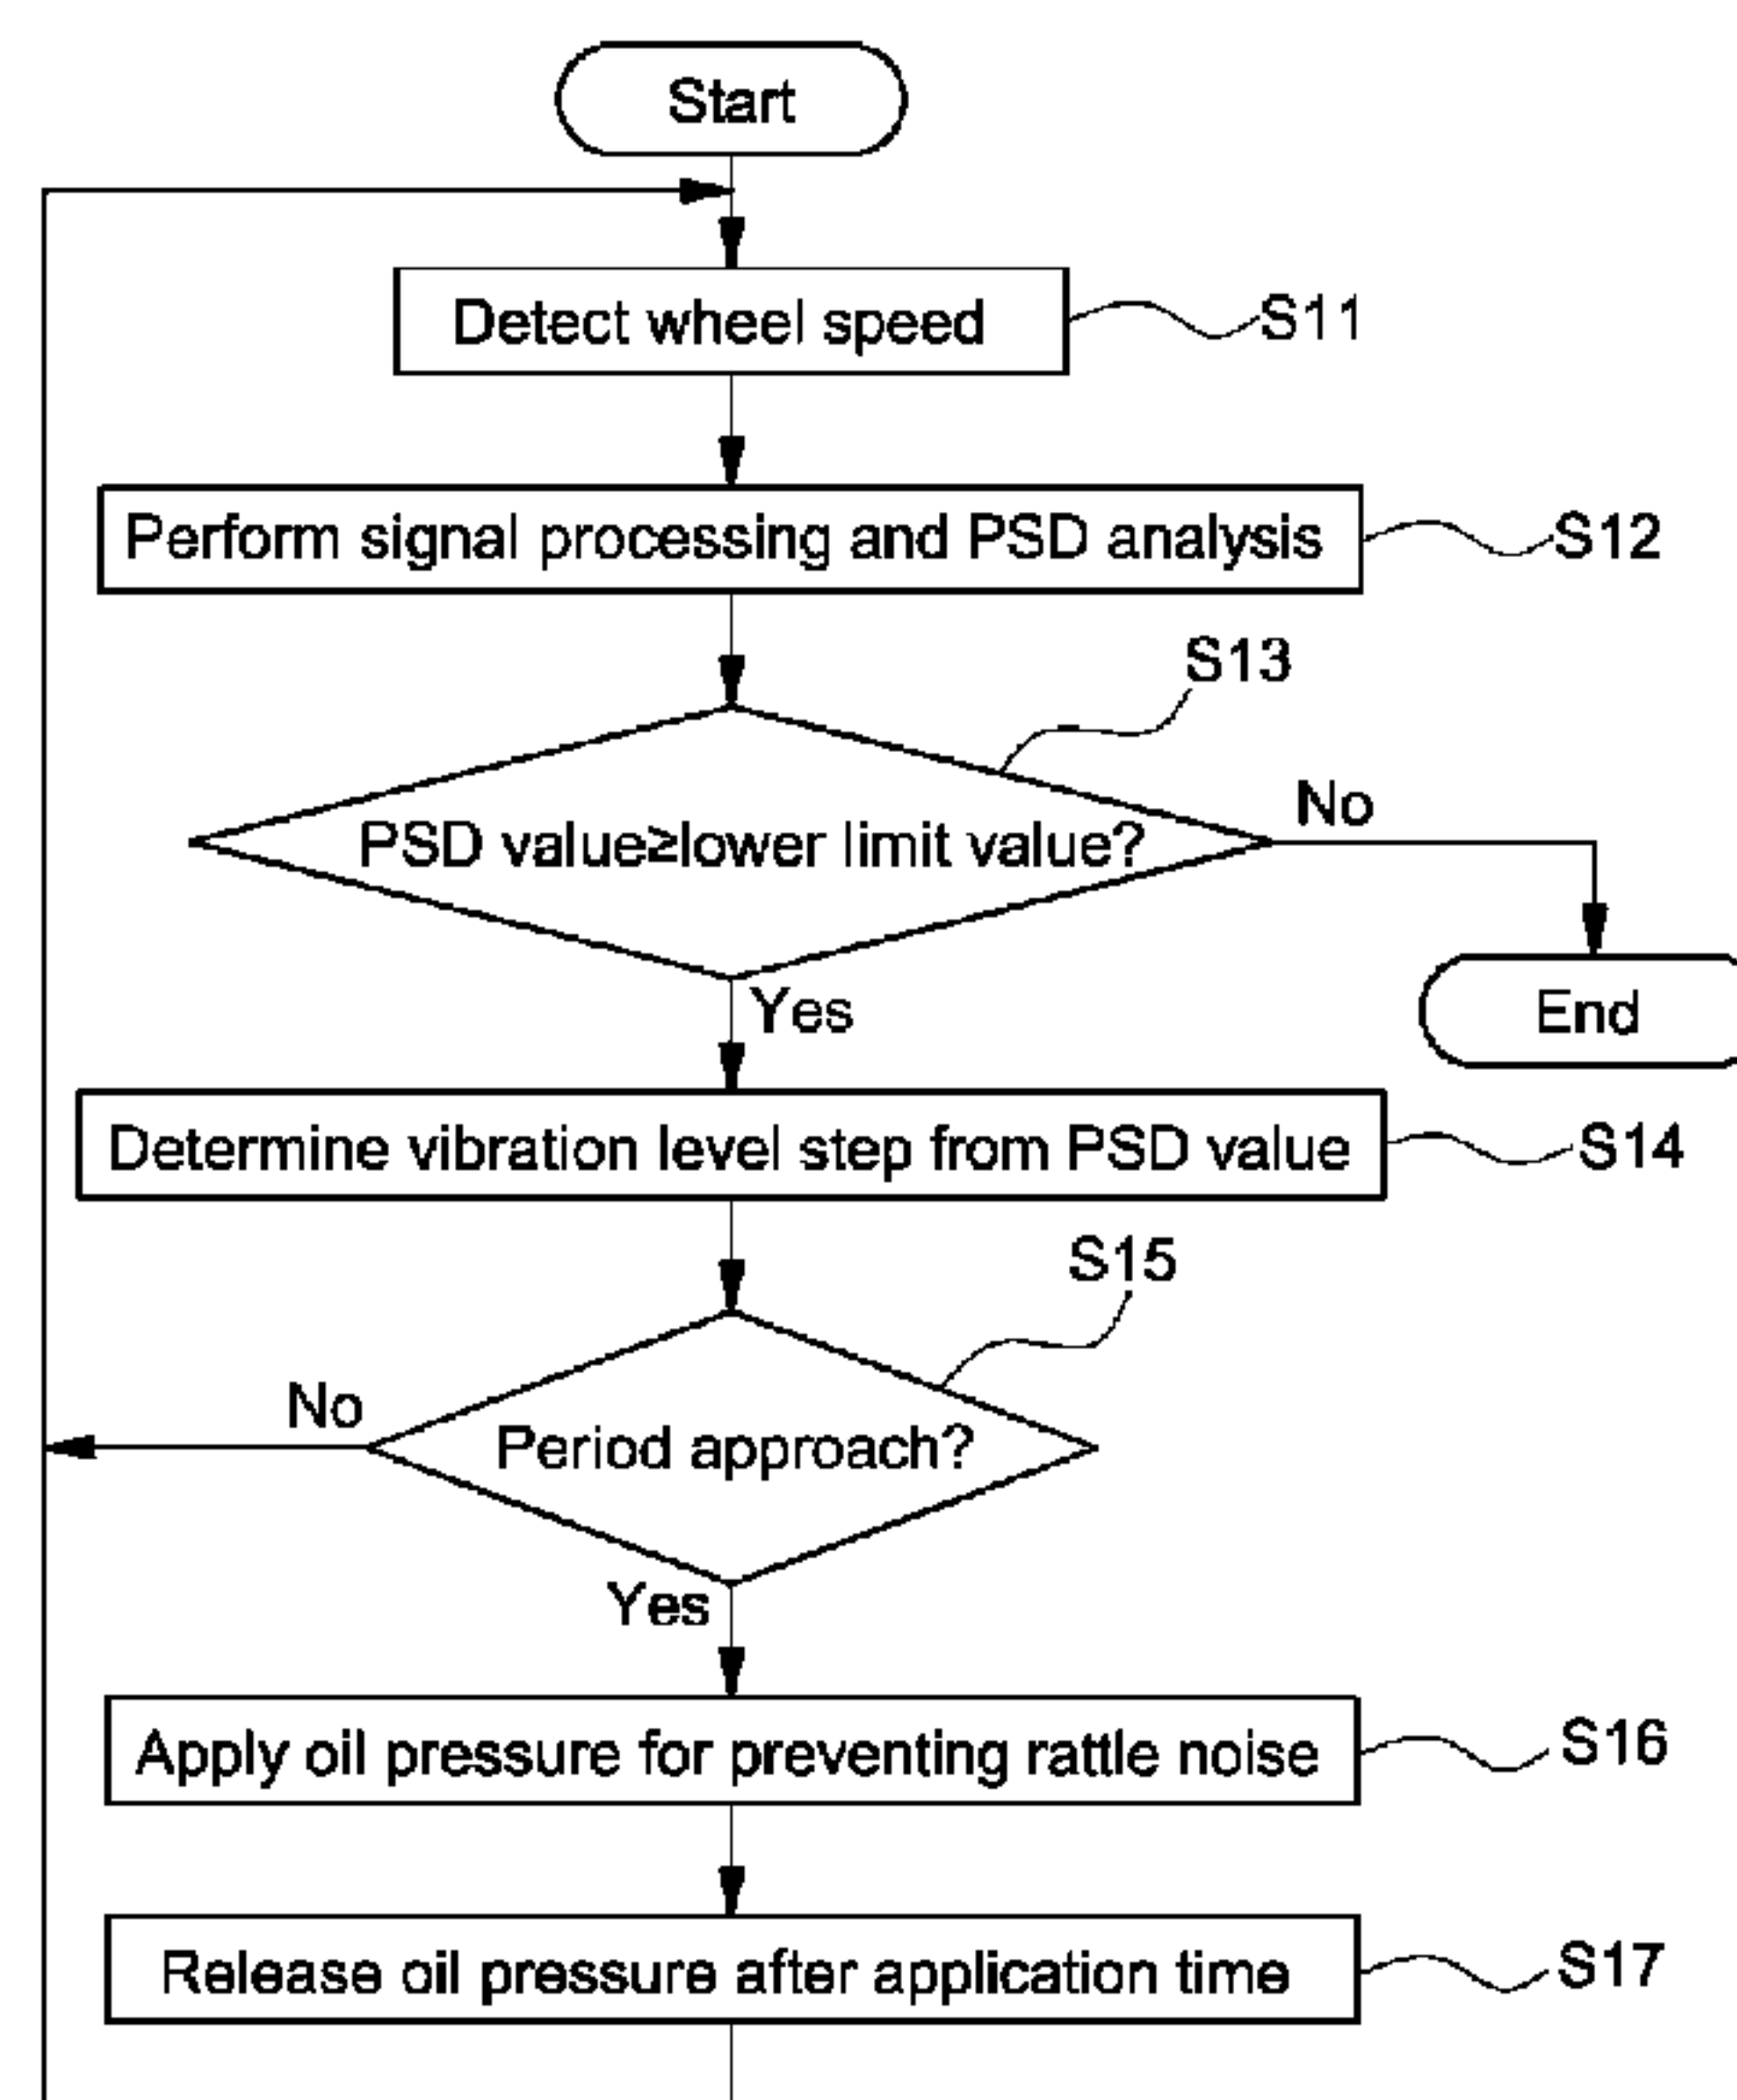 Start
Detect wheel speed
S11
Perform signal processing and PSD analysis
S12
S13
PSD value≥lower limit value?
No
End
Yes
Determine vibration level step from PSD value
S14
S15
No
Period approach?
Yes
Apply oil pressure for preventing rattle noise
S16
Release oil pressure after application time
S17